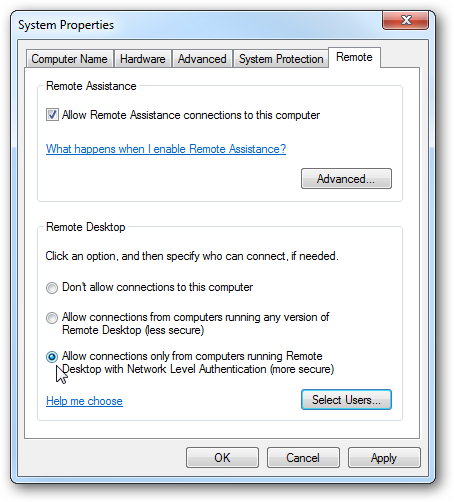 System Properties
Computer Name Hardware Advanced System Protection Remote
Remote Assistance
Allow Remote Assistance connections to this computer
What happens when I enable Remote Assistance?
Advanced...
Remote Desktop
Click an option, and then specify who can connect, if needed.
Don't allow connections to this computer
Allow connections from computers running any version of
Remote Desktop (less secure)
Allow connections only from computers running Remote
Desktop with Network Level Authentication (more secure)
Help me choose
Select Users...
OK Cancel Apply